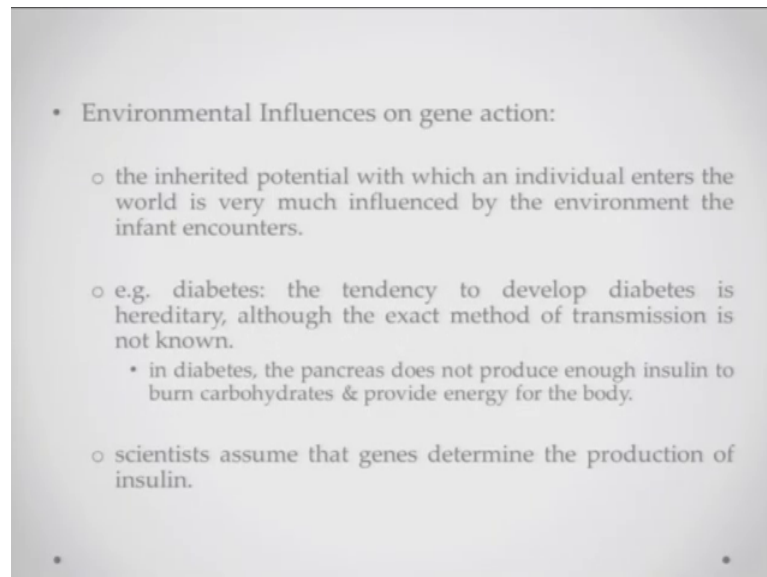 • Environmental Influences on gene action:
o the inherited potential with which an individual enters the
world is very much influenced by the environment the
infant encounters.
o e.g. diabetes: the tendency to develop diabetes is
hereditary, although the exact method of transmission is
not known.
• in diabetes, the pancreas does not produce enough insulin to
burn carbohydrates & provide energy for the body.
o scientists assume that genes determine the production of
insulin.